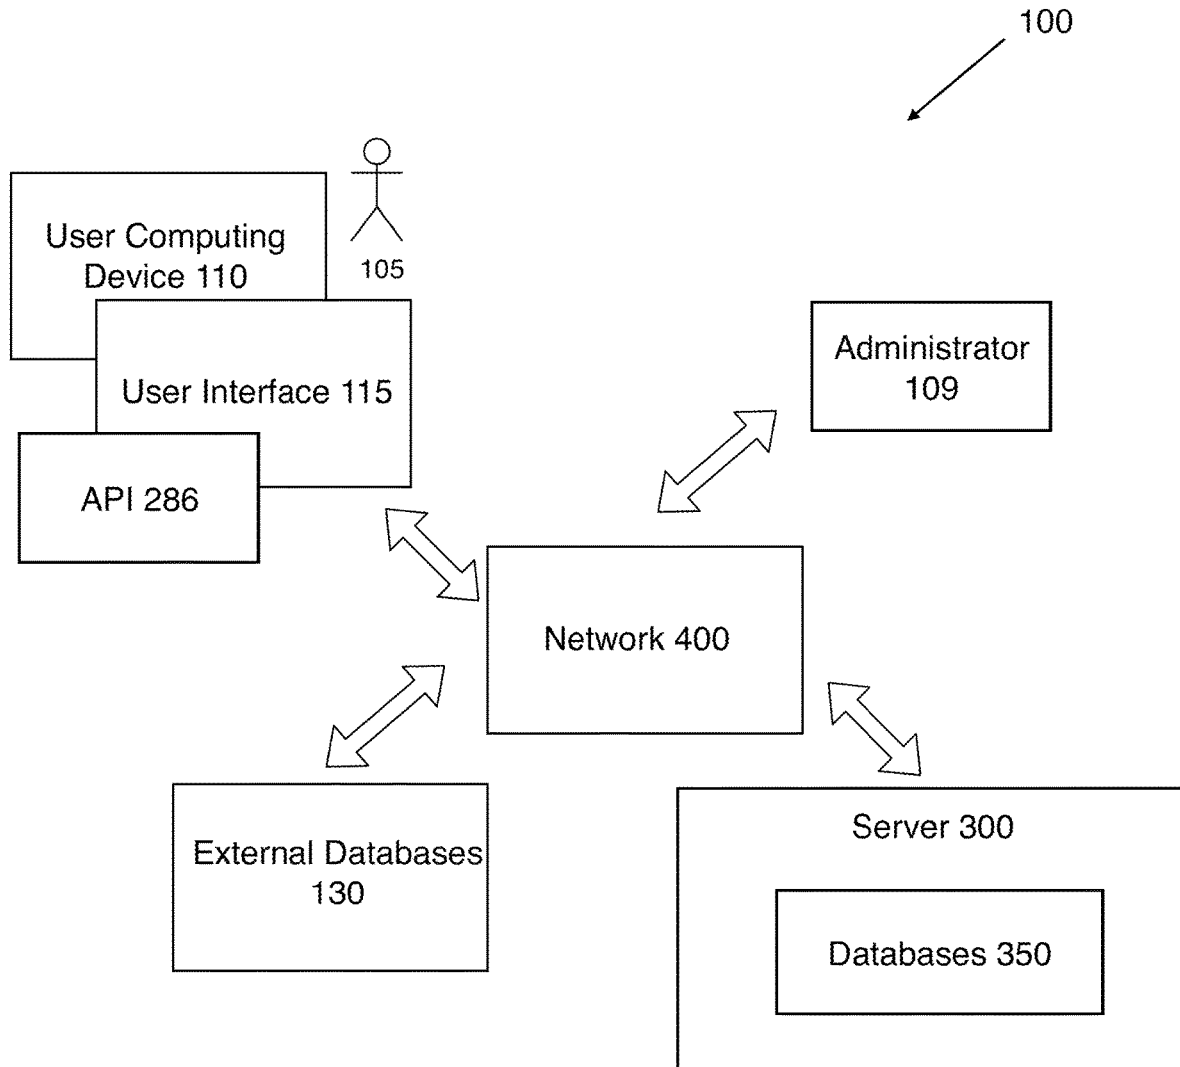 100
User Computing
Device 110
105
User Interface 115
API 286
Administrator
109
Network 400
External Databases
130
Server 300
Databases 350